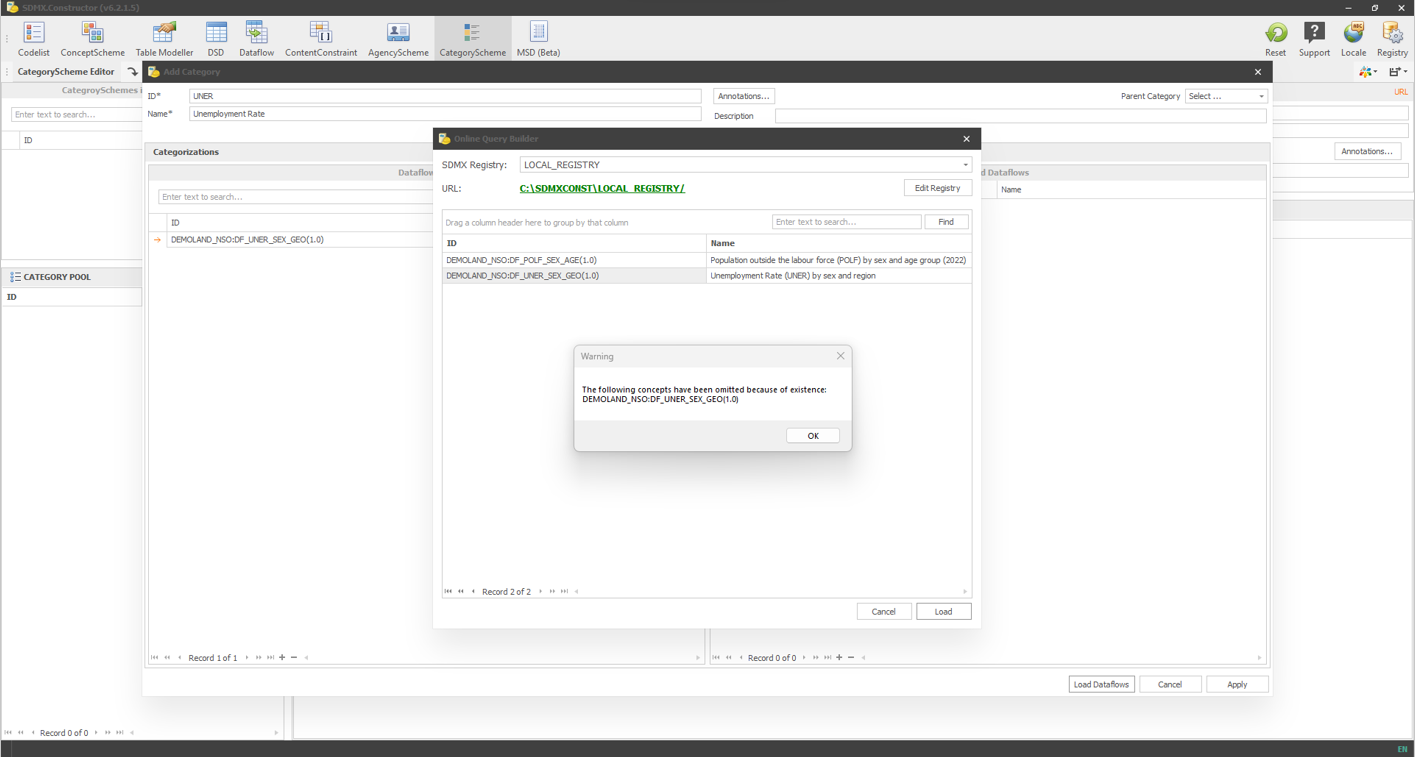 SDMX.Constructor (v6.2.1.5)
Codelist
ConceptScheme
Table Modeller
DSD
Dataflow
ContentConstraint
AgencyScheme
CategoryScheme
MSD (Beta)
Reset
Support
Locale
Registry
CategoryScheme Editor
Add Category
CategroySchemes i
URL
ID*
UNER
Annotations...
Parent Category
Select ...
Name*
Unemployment Rate
Description
Enter text to search...
ID
Annotations...
Online Query Builder
Categorizations
SDMX Registry:
LOCAL_REGISTRY
Dataflow
d Dataflows
URL:
C:\SDMXCONST\LOCAL_REGISTRY/
Edit Registry
Name
Enter text to search...
Drag a column header here to group by that column
Enter text to search...
Find
ID
DEMOLAND_NSO:DF_UNER_SEX_GEO(1.0)
ID
Name
DEMOLAND_NSO:DF_POLF_SEX_AGE(1.0)
Population outside the labour force (POLF) by sex and age group (2022)
DEMOLAND_NSO:DF_UNER_SEX_GEO(1.0)
Unemployment Rate (UNER) by sex and region
CATEGORY POOL
ID
Warning
The following concepts have been omitted because of existence:
DEMOLAND_NSO:DF_UNER_SEX_GEO(1.0)
OK
Record 2 of 2
Cancel
Load
Record 1 of 1
Record 0 of 0
Load Dataflows
Cancel
Apply
Record 0 of 0
EN